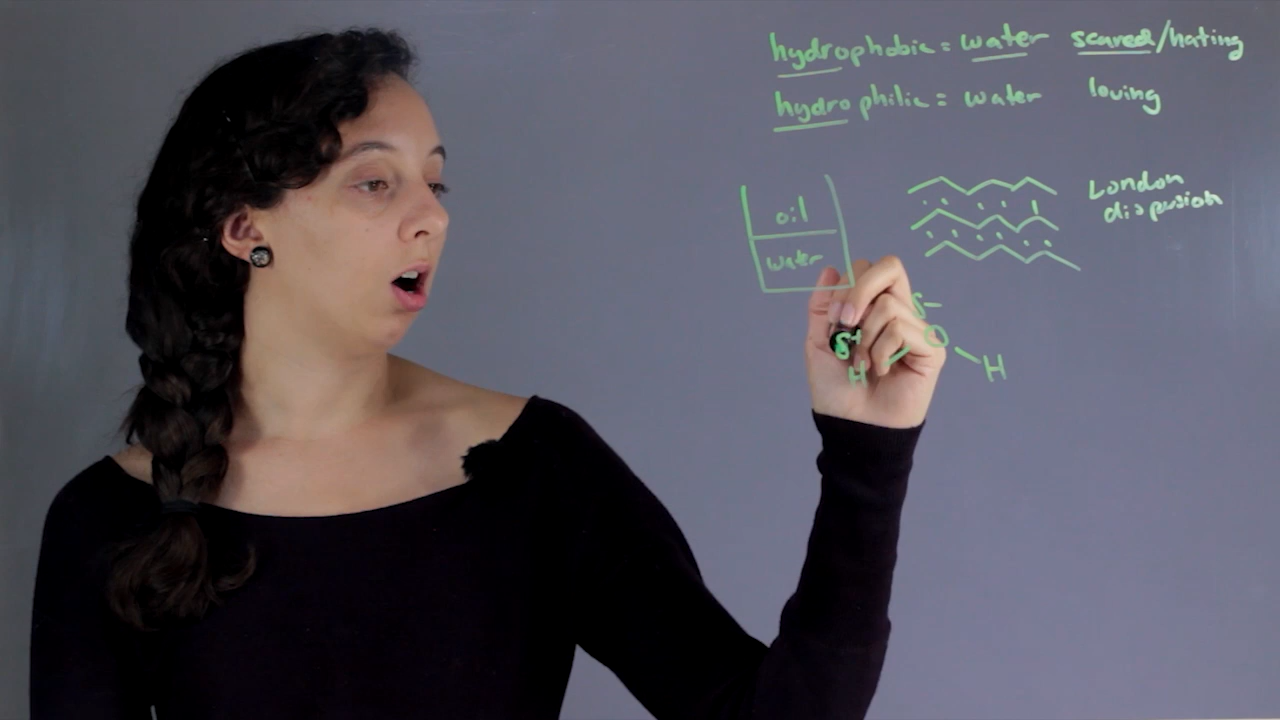 hydrophobic = water scared/hating
hydrophilic = water loving
oil
water
London
dispersion
δ-
δ+
O
H
H